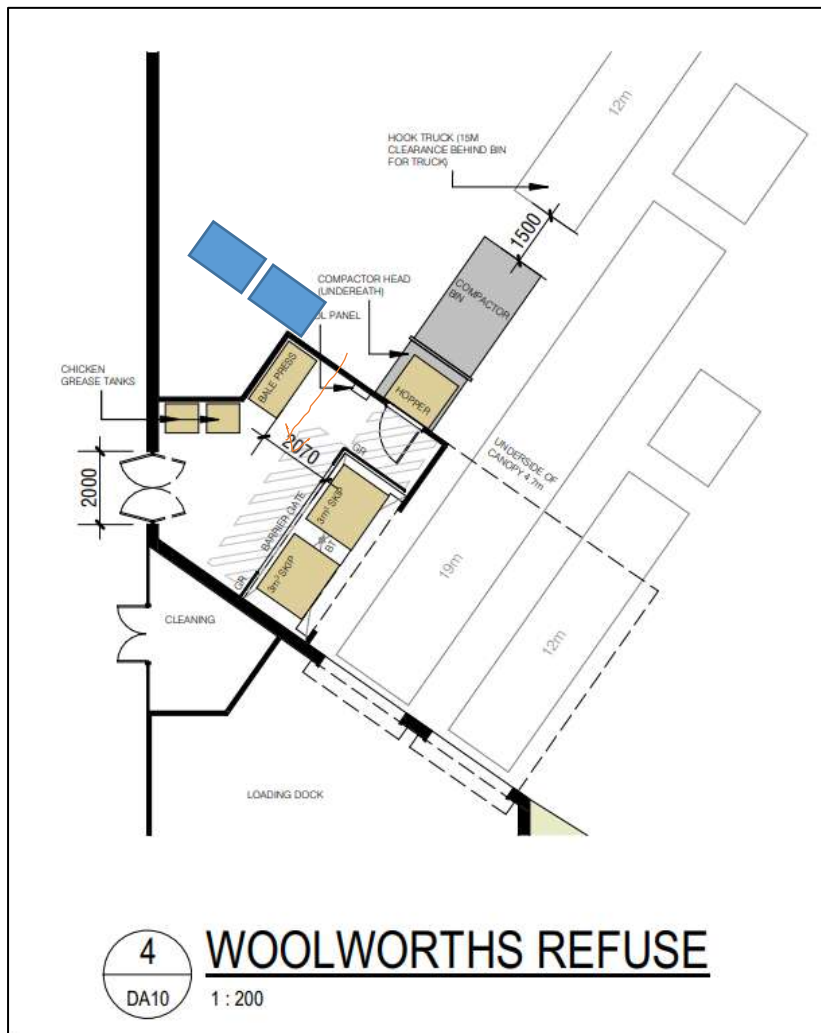 12m
HOOK TRUCK (15M
CLEARANCE BEHIND BIN
FOR TRUCK)
1500
COMPACTOR HEAD
(UNDEREATH)
OL PANEL
COMPACTOR
BIN
CHICKEN
GREASE TANKS
BALE PRESS
HOPPER
2070
GR
UNDERSIDE OF
CANOPY 4.7m
2000
BARRIER GATE
3m³ SKIP
BT
3m³ SKIP
GR
19m
CLEANING
12m
LOADING DOCK
4
DA10
WOOLWORTHS REFUSE
1 : 200